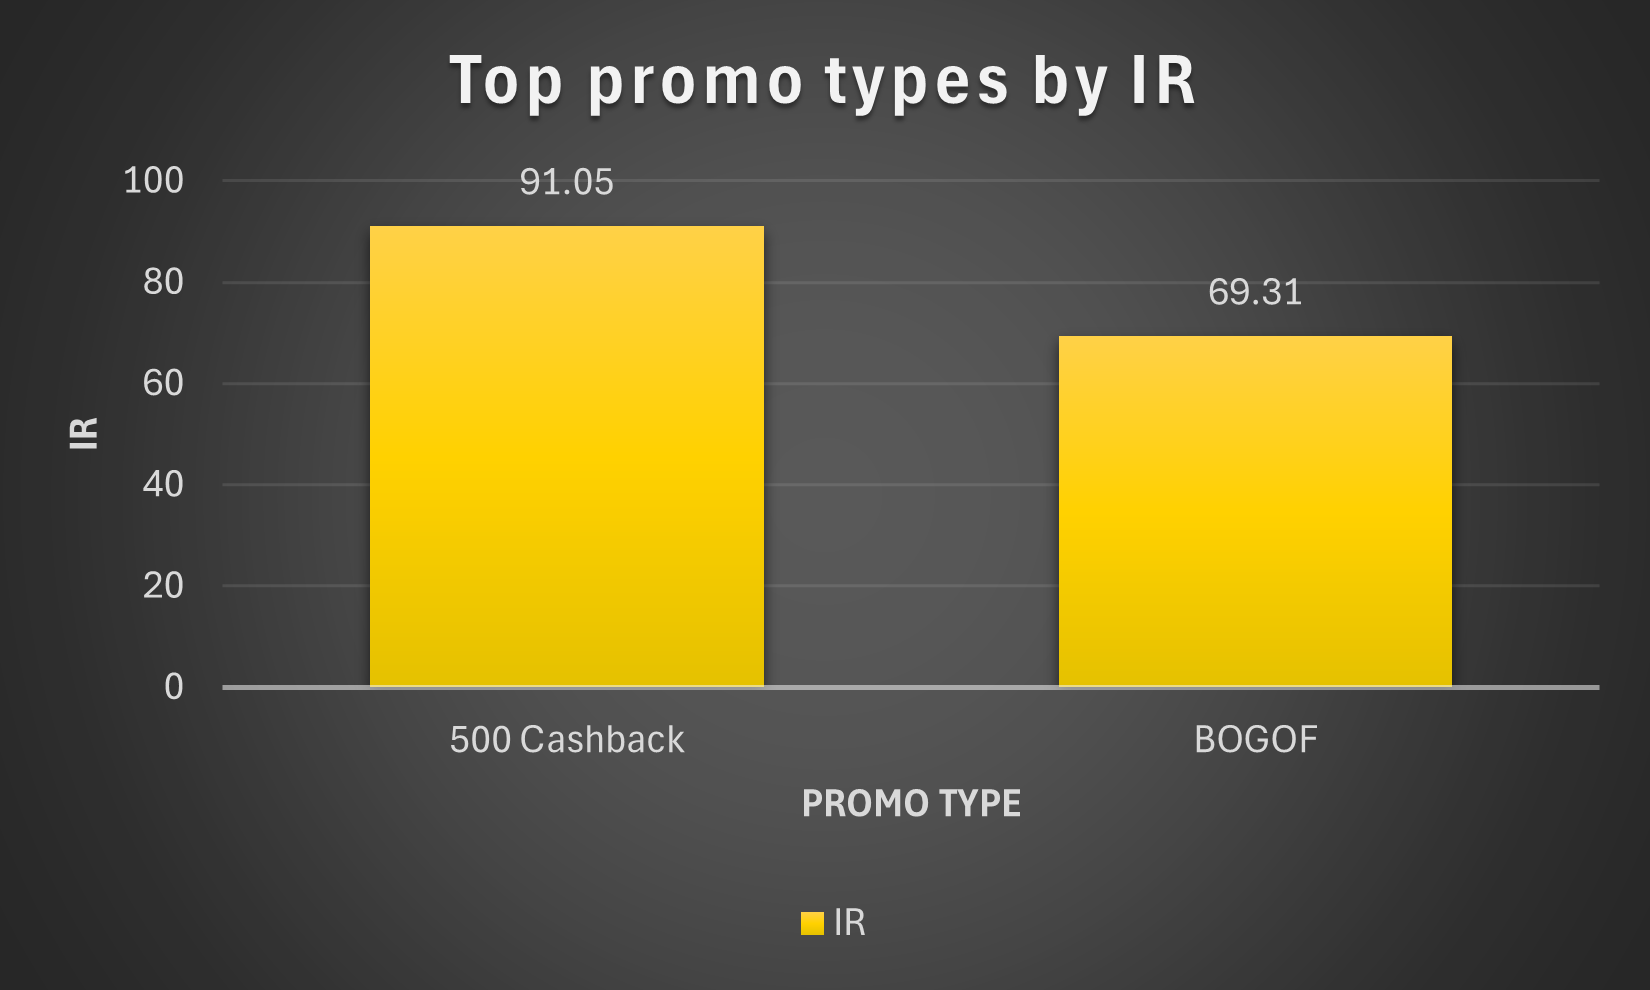 Top promo types by IR
100
91.05
80
69.31
60
IR
40
20
0
500 Cashback
BOGOF
PROMO TYPE
IR